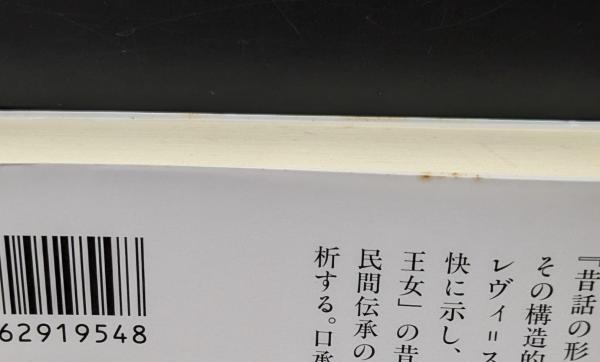 『昔話の形
その構造的
レヴィ＝ス
快に示し、
王女」の昔
民間伝承の
析する。口承
62919548